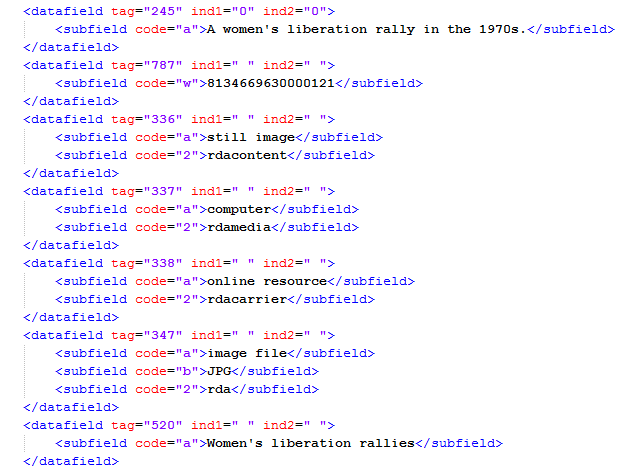 <datafield tag="245" ind1="0" ind2="0">
<subfield code="a">A women's liberation rally in the 1970s.</subfield>
</datafield>
<datafield tag="787" ind1=" " ind2=" ">
<subfield code="w">8134669630000121</subfield>
</datafield>
<datafield tag="336" ind1=" " ind2=" ">
<subfield code="a">still image</subfield>
<subfield code="2">rdacontent</subfield>
</datafield>
<datafield tag="337" ind1=" " ind2=" ">
<subfield code="a">computer</subfield>
<subfield code="2">rdamedia</subfield>
</datafield>
<datafield tag="338" ind1=" " ind2=" ">
<subfield code="a">online resource</subfield>
<subfield code="2">rdacarrier</subfield>
</datafield>
<datafield tag="347" ind1=" " ind2=" ">
<subfield code="a">image file</subfield>
<subfield code="b">JPG</subfield>
<subfield code="2">rda</subfield>
</datafield>
<datafield tag="520" ind1=" " ind2=" ">
<subfield code="a">Women's liberation rallies</subfield>
</datafield>